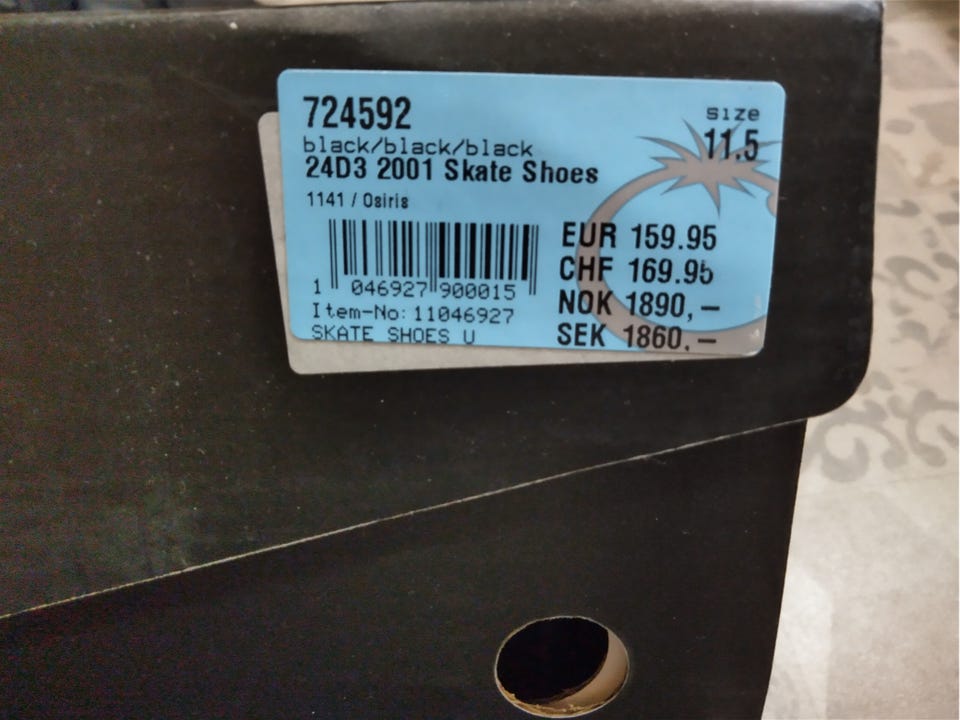 724592
size
black/black/black
11.5
24D3 2001 Skate Shoes
1141 / Osiris
EUR 159.95
CHF 169.95
1 046927 900015
NOK 1890,–
Item-No: 11046927
SKATE SHOES U
SEK 1860,–